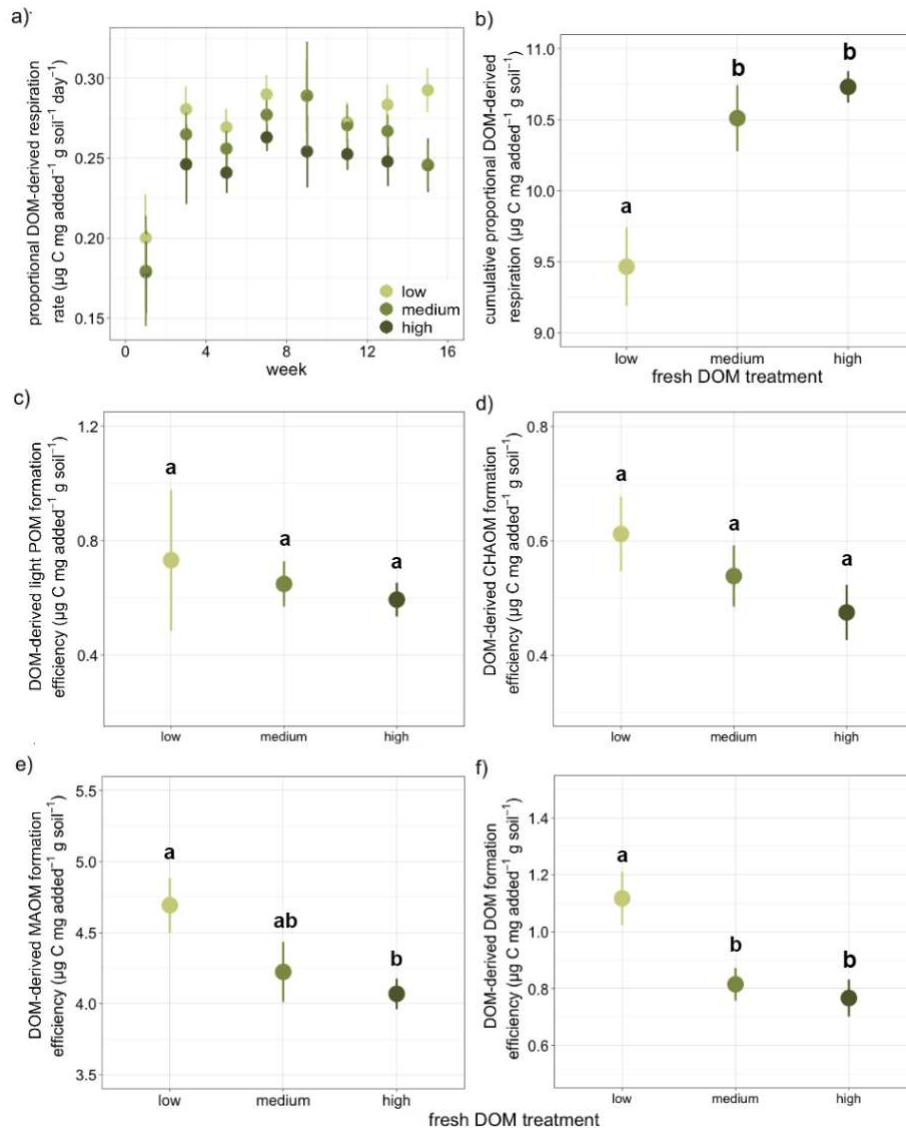 a)
proportional DOM-derived respiration
rate (µg C mg added⁻¹ g soil⁻¹ day⁻¹)
0.30
0.25
0.20
0.15
0
4
8
12
16
week
low
medium
high
b)
cumulative proportional DOM-derived
respiration (µg C mg added⁻¹ g soil⁻¹)
11.0
10.5
10.0
9.5
9.0
a
b
b
low
medium
high
fresh DOM treatment
c)
DOM-derived light POM formation
efficiency (µg C mg added⁻¹ g soil⁻¹)
1.2
0.8
0.4
a
a
a
low
medium
high
d)
DOM-derived CHAOM formation
efficiency (µg C mg added⁻¹ g soil⁻¹)
0.8
0.6
0.4
a
a
a
low
medium
high
e)
DOM-derived MAOM formation
efficiency (µg C mg added⁻¹ g soil⁻¹)
5.5
5.0
4.5
4.0
3.5
a
ab
b
low
medium
high
f)
DOM-derived DOM formation
efficiency (µg C mg added⁻¹ g soil⁻¹)
1.4
1.2
1.0
0.8
0.6
a
b
b
low
medium
high
fresh DOM treatment